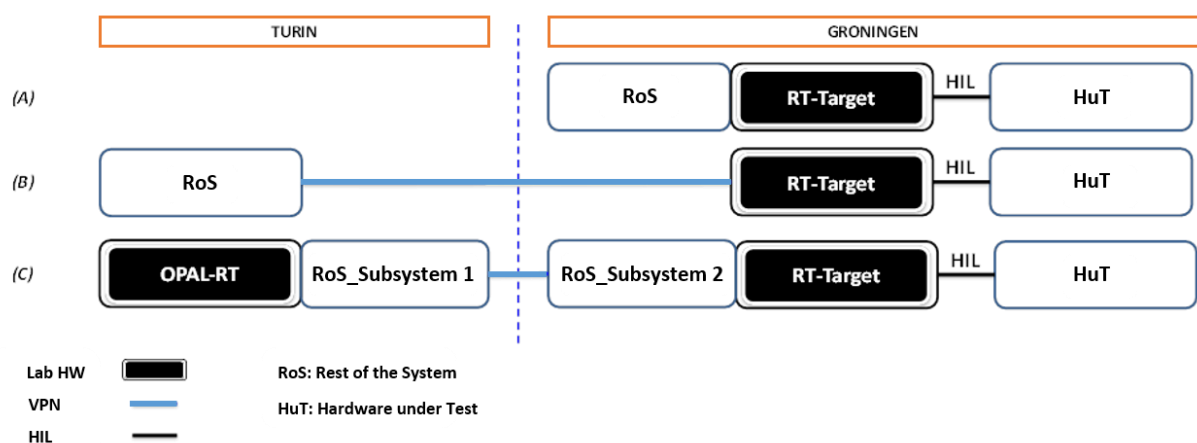 TURIN
GRONINGEN
(A)
RoS
RT-Target
HIL
HuT
(B)
RoS
RT-Target
HIL
HuT
(C)
OPAL-RT
RoS_Subsystem 1
RoS_Subsystem 2
RT-Target
HIL
HuT
Lab HW
RoS: Rest of the System
VPN
HuT: Hardware under Test
HIL